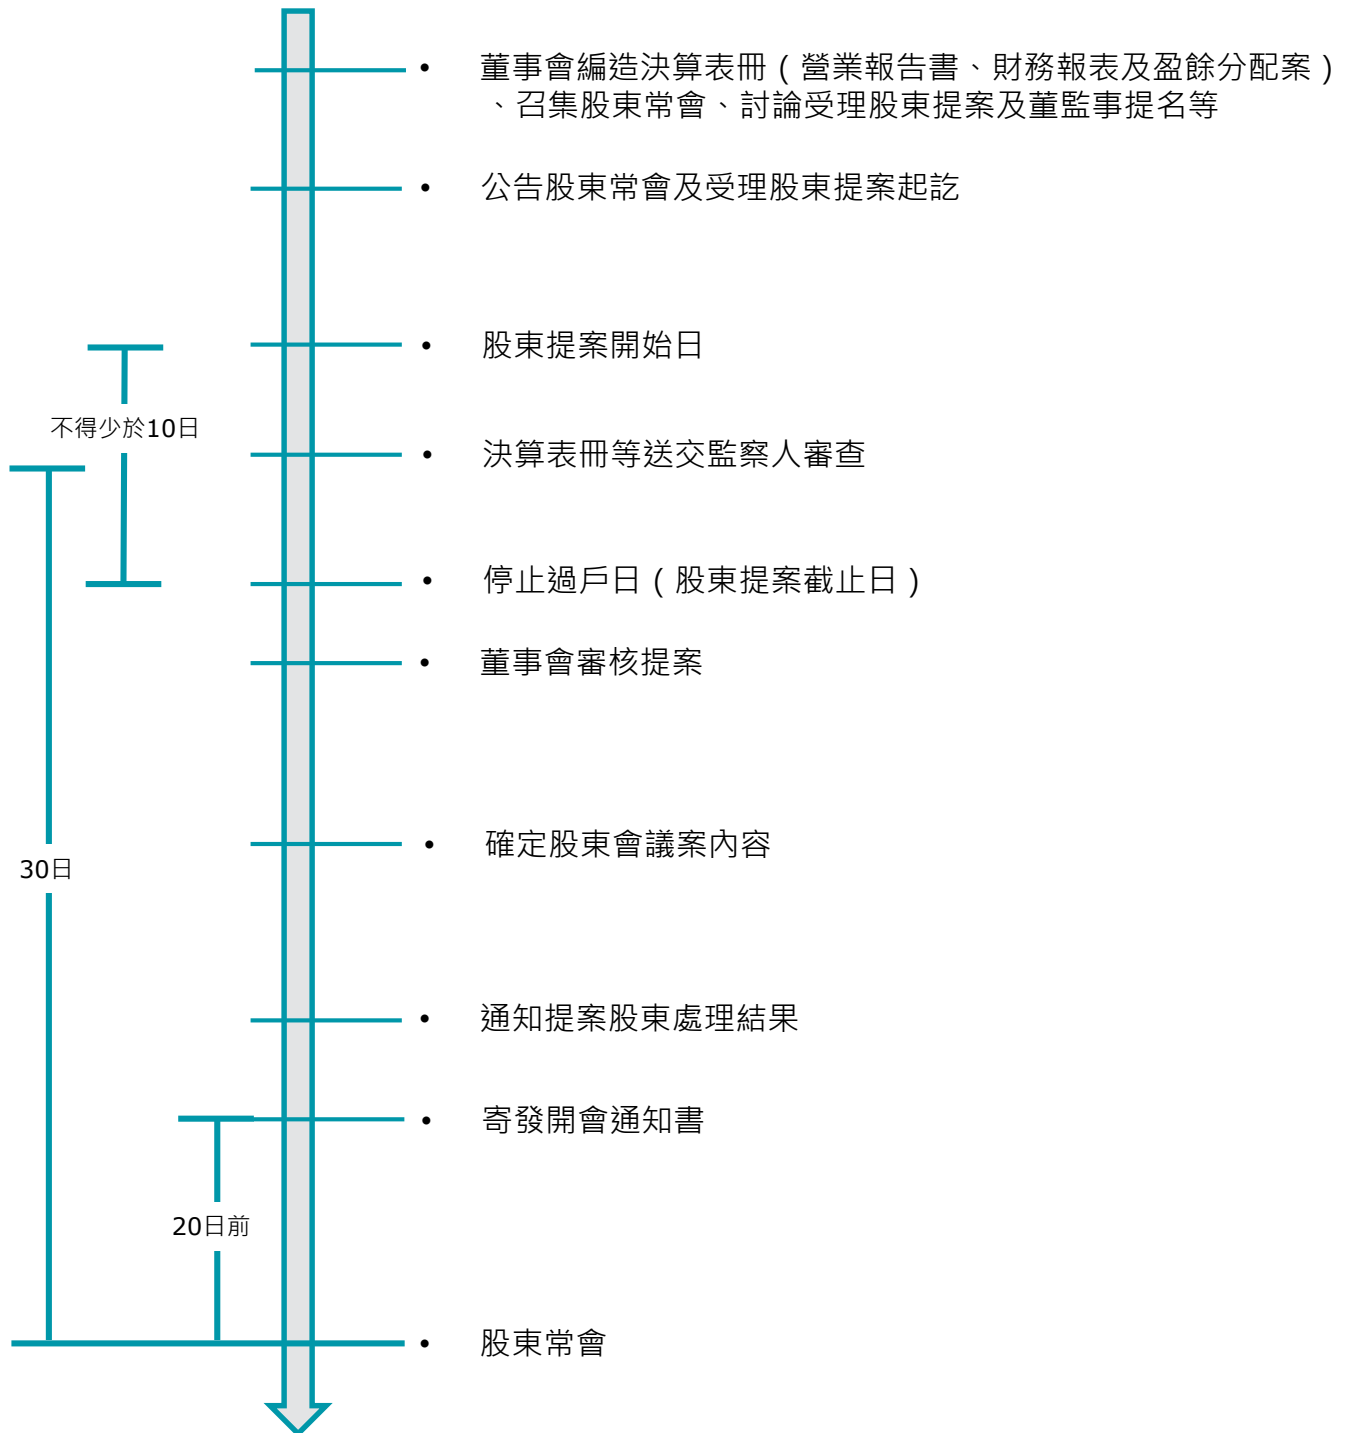 董事會編造決算表冊（營業報告書、財務報表及盈餘分配案）
、召集股東常會、討論受理股東提案及董監事提名等
公告股東常會及受理股東提案起訖
股東提案開始日
不得少於10日
決算表冊等送交監察人審查
停止過戶日（股東提案截止日）
董事會審核提案
確定股東會議案內容
30日
通知提案股東處理結果
寄發開會通知書
20日前
股東常會